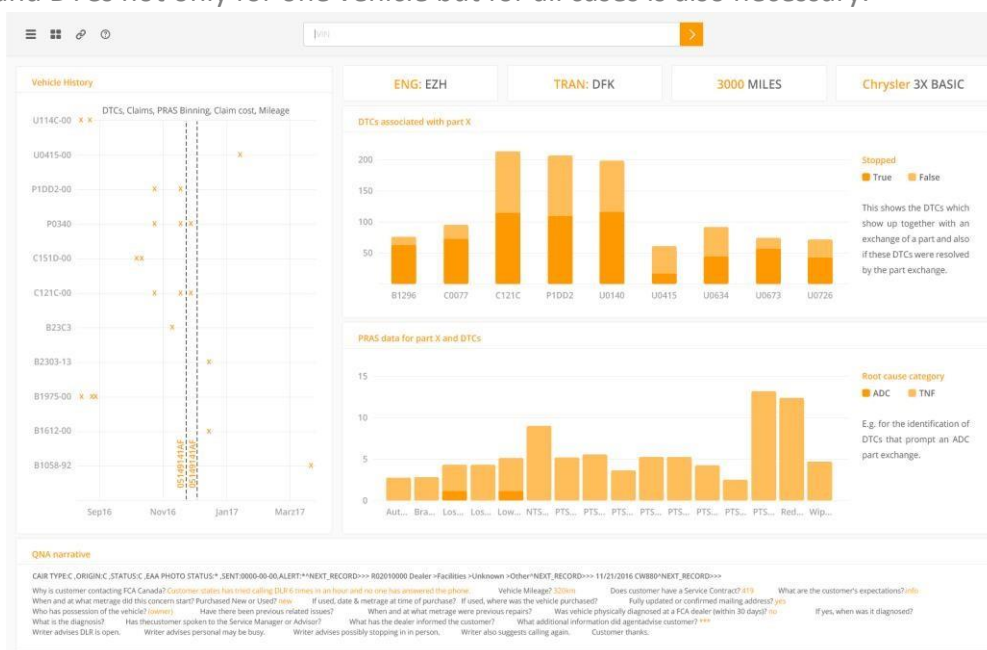 and DTCs not only for one vehicle but for all cases is also necessary.
VIN
Vehicle History
ENG: EZH
TRAN: DFK
3000 MILES
Chrysler 3X BASIC
DTCs, Claims, PRAS Binning, Claim cost, Mileage
U114C-00
U0415-00
P1DD2-00
P0340
C151D-00
C121C-00
B23C3
B2303-13
B1975-00
B1612-00
B1058-92
05149141AF
05149141AF
Sep16 Nov16 Jan17 Marz17
DTCs associated with part X
200
150
100
50
B1296 C0077 C121C P1DD2 U0140 U0415 U0634 U0673 U0726
Stopped
True False
This shows the DTCs which
show up together with an
exchange of a part and also
if these DTCs were resolved
by the part exchange.
PRAS data for part X and DTCs
15
10
5
0
Aut... Bra... Los... Los... Low... NTS... PTS... PTS... PTS... PTS... PTS... PTS... PTS... PTS... Red... Wip...
Root cause category
ADC TNF
E.g. for the identification of
DTCs that prompt an ADC
part exchange.
QNA narrative
CAIR TYPE:C ,ORIGIN:C ,STATUS:C ,EAA PHOTO STATUS:* ,SENT:0000-00-00,ALERT:**NEXT_RECORD>>> R02010000 Dealer >Facilities >Unknown >Other^NEXT_RECORD>>> 11/21/2016 CW880^NEXT_RECORD>>>
Why is customer contacting FCA Canada? Customer states has tried calling DLR 6 times in an hour and no one has answered the phone. Vehicle Mileage? 320km Does customer have a Service Contract? 419 What are the customer's expectations? info
When and at what metrage did this concern start? Purchased New or Used? new If used, date & metrage at time of purchase? If used, where was the vehicle purchased? Fully updated or confirmed mailing address? yes
Who has possession of the vehicle? (owner) Have there been previous related issues? When and at what metrage were previous repairs? Was vehicle physically diagnosed at a FCA dealer (within 30 days)? no If yes, when was it diagnosed?
What is the diagnosis? Has thecustomer spoken to the Service Manager or Advisor? What has the dealer informed the customer? What additional information did agentadvise customer? ***
Writer advises DLR is open. Writer advises personal may be busy. Writer advises possibly stopping in in person. Writer also suggests calling again. Customer thanks.